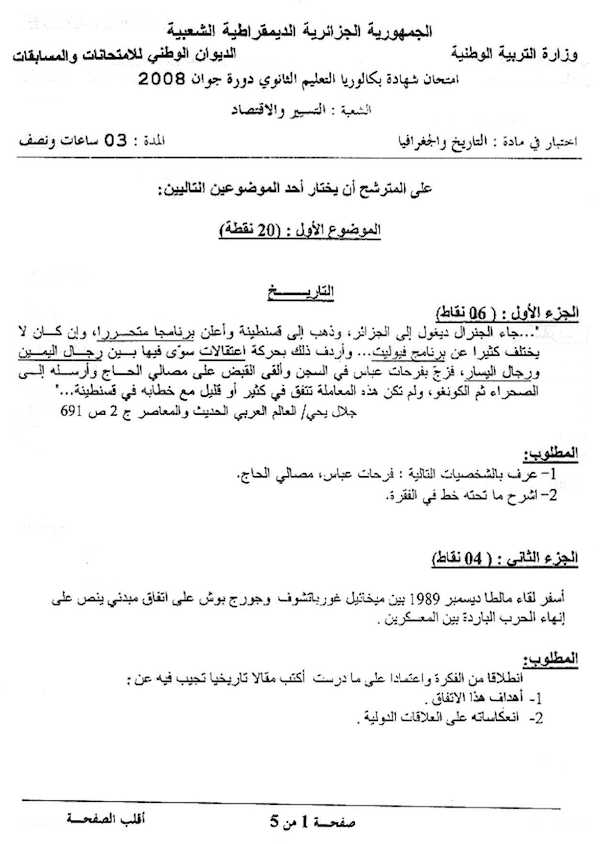 الجمهورية الجزائرية الديمقراطية الشعبية
وزارة التربية الوطنية الديوان الوطني للامتحانات والمسابقات
امتحان شهادة بكالوريا التعليم الثانوي دورة جوان 2008
الشعبة : التسيير والاقتصاد
اختبار في مادة : التاريخ والجغرافيا المدة : 03 ساعات ونصف
على المترشح أن يختار أحد الموضوعين التاليين:
الموضوع الأول : (20 نقطة)
التاريـــــخ
الجزء الأول : ( 06 نقاط)
"...جاء الجنرال ديغول إلى الجزائر، وذهب إلى قسنطينة وأعلن برنامجا متحررا، وإن كان لا
يختلف كثيرا عن برنامج فيوليت... وأردف ذلك بحركة اعتقالات سوّى فيها بين رجال اليمين
ورجال اليسار، فزجّ بفرحات عباس في السجن وألقى القبض على مصالي الحاج وأرسله إلى
الصحراء ثم الكونغو، ولم تكن هذه المعاملة تتفق في كثير أو قليل مع خطابه في قسنطينة..."
جلال يحي/ العالم العربي الحديث والمعاصر ج 2 ص 691
المطلوب:
1- عرف بالشخصيات التالية : فرحات عباس، مصالي الحاج.
2- اشرح ما تحته خط في الفقرة.
الجزء الثاني : ( 04 نقاط)
أسفر لقاء مالطا ديسمبر 1989 بين ميخائيل غورباتشوف وجورج بوش على اتفاق مبدئي ينص على
إنهاء الحرب الباردة بين المعسكرين .
المطلوب:
انطلاقا من الفكرة واعتمادا على ما درست أكتب مقالا تاريخيا تجيب فيه عن :
1- أهداف هذا الاتفاق .
2- انعكاساته على العلاقات الدولية .
صفحة 1 من 5 أقلب الصفحة